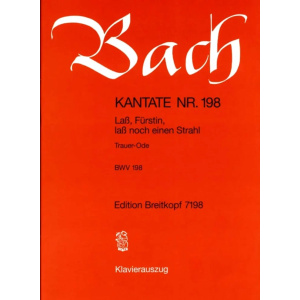 Bach
KANTATE NR. 198
Laß, Fürstin,
laß noch einen Strahl
Trauer-Ode
BWV 198
Edition Breitkopf 7198
Klavierauszug